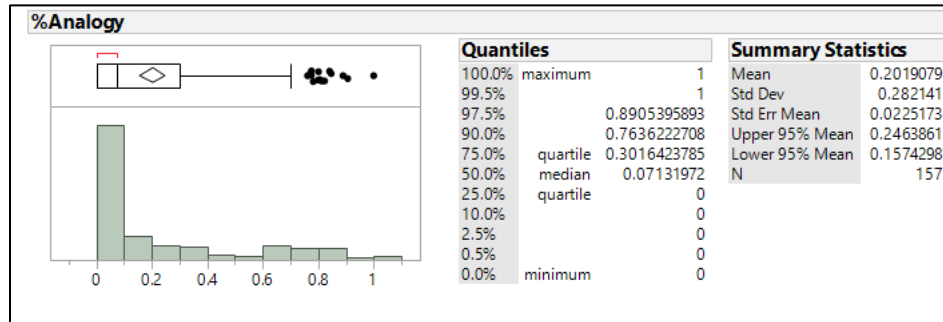 %Analogy
0 0.2 0.4 0.6 0.8 1
Quantiles
100.0% maximum 1
99.5% 1
97.5% 0.8905395893
90.0% 0.7636222708
75.0% quartile 0.3016423785
50.0% median 0.07131972
25.0% quartile 0
10.0% 0
2.5% 0
0.5% 0
0.0% minimum 0
Summary Statistics
Mean 0.2019079
Std Dev 0.282141
Std Err Mean 0.0225173
Upper 95% Mean 0.2463861
Lower 95% Mean 0.1574298
N 157